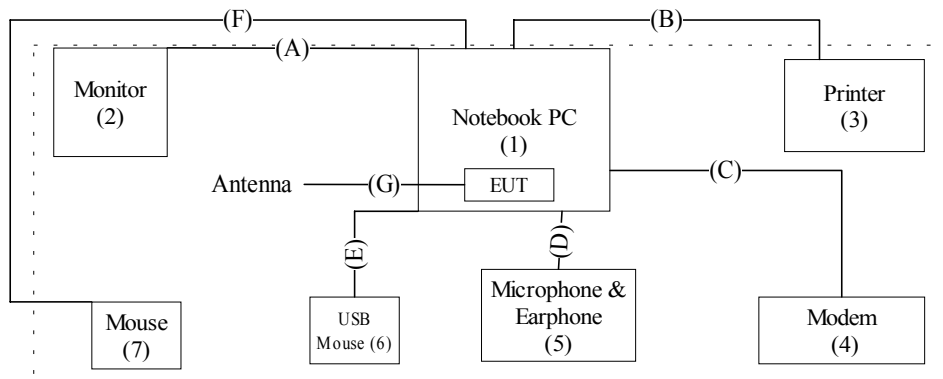 (F)
(B)
(A)
Monitor
(2)
Notebook PC
(1)
Printer
(3)
Antenna
(G)
EUT
(C)
(E)
(D)
Mouse
(7)
USB
Mouse (6)
Microphone &
Earphone
(5)
Modem
(4)